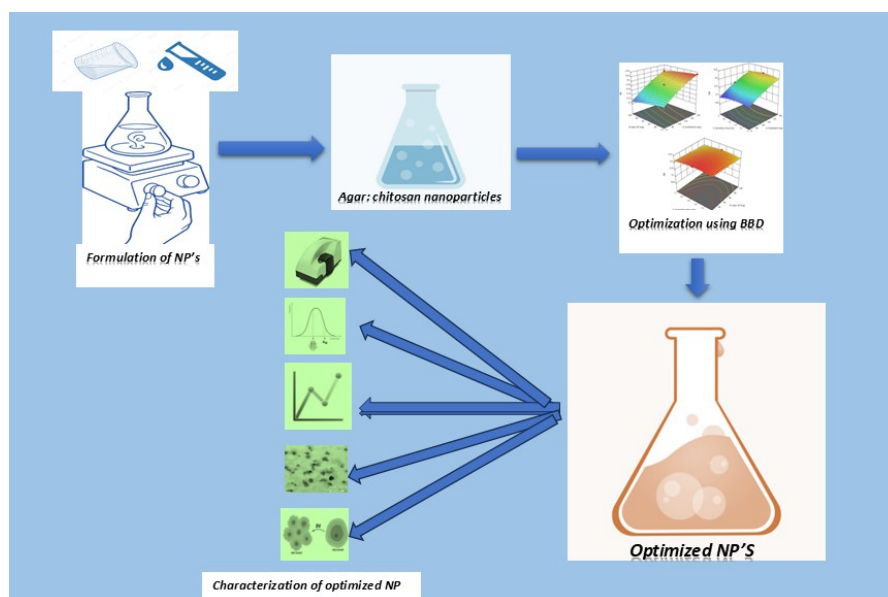 Formulation of NP's
Agar: chitosan nanoparticles
Optimization using BBD
Optimized NP'S
Characterization of optimized NP